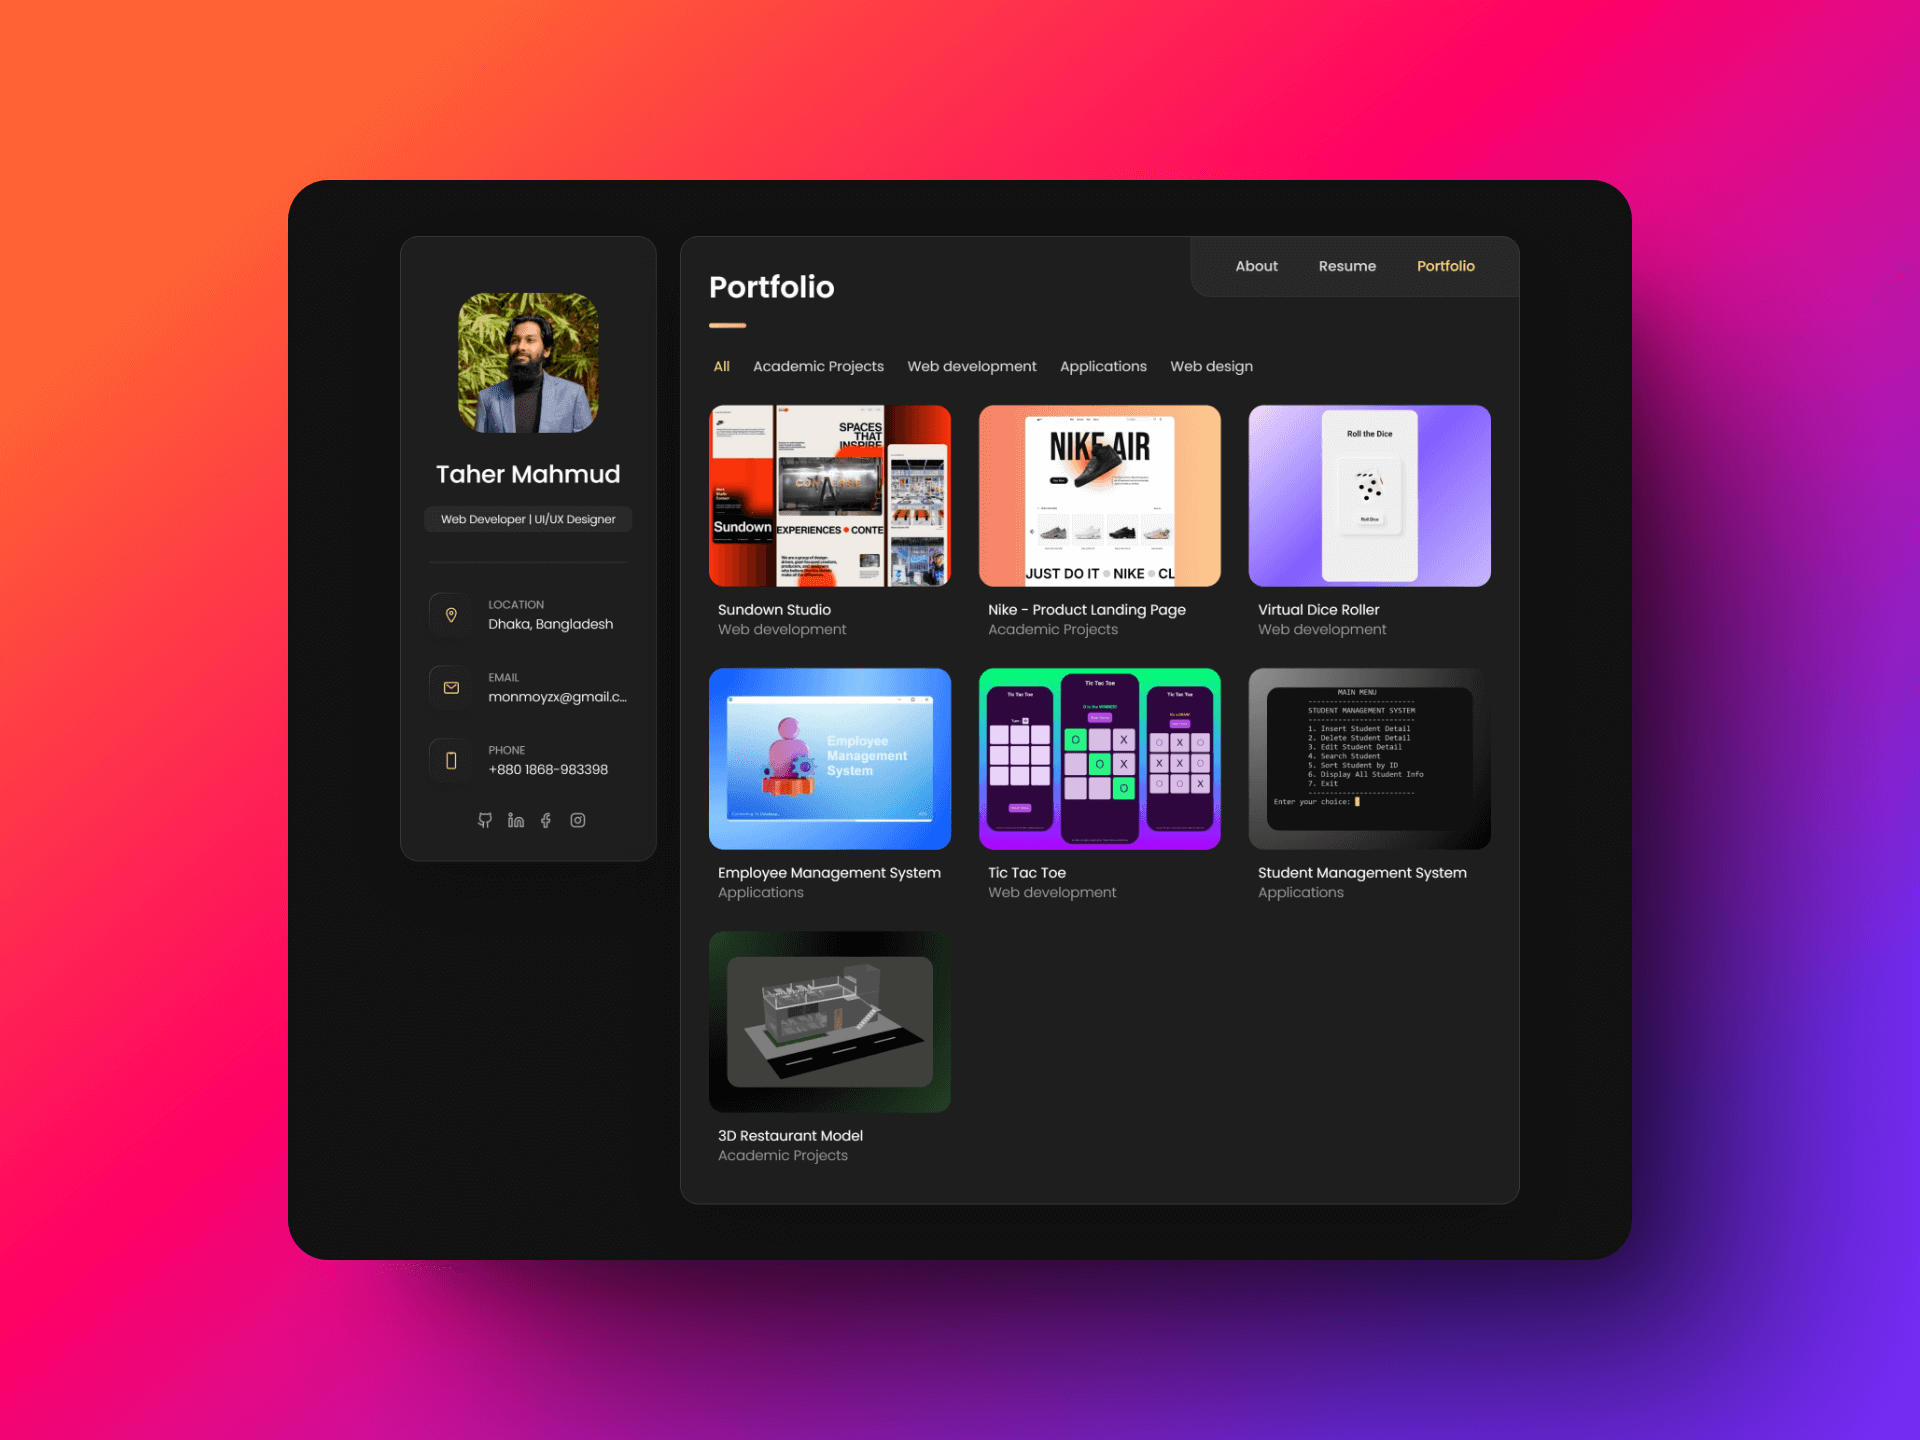 Taher Mahmud
Web Developer | UI/UX Designer
LOCATION
Dhaka, Bangladesh
EMAIL
monmoyzx@gmail.c...
PHONE
+880 1868-983398
About
Resume
Portfolio
Portfolio
All
Academic Projects
Web development
Applications
Web design
SPACES
THAT
INSPIRE
CONVERSE
Sundown
EXPERIENCES
CONTE
Sundown Studio
Web development
NIKE AIR
JUST DO IT
NIKE
CL
Nike - Product Landing Page
Academic Projects
Roll the Dice
Roll Dice
Virtual Dice Roller
Web development
Employee
Management
System
Employee Management System
Applications
Tic Tac Toe
Tic Tac Toe
O is the WINNER!
O X
O X
O
Tic Tac Toe
O X O
X X O
O O X
Tic Tac Toe
Web development
MAIN MENU
STUDENT MANAGEMENT SYSTEM
1. Insert Student Detail
2. Delete Student Detail
3. Edit Student Detail
4. Search Student
5. Sort Student by ID
6. Display All Student Info
7. Exit
Enter your choice:
Student Management System
Applications
3D Restaurant Model
Academic Projects